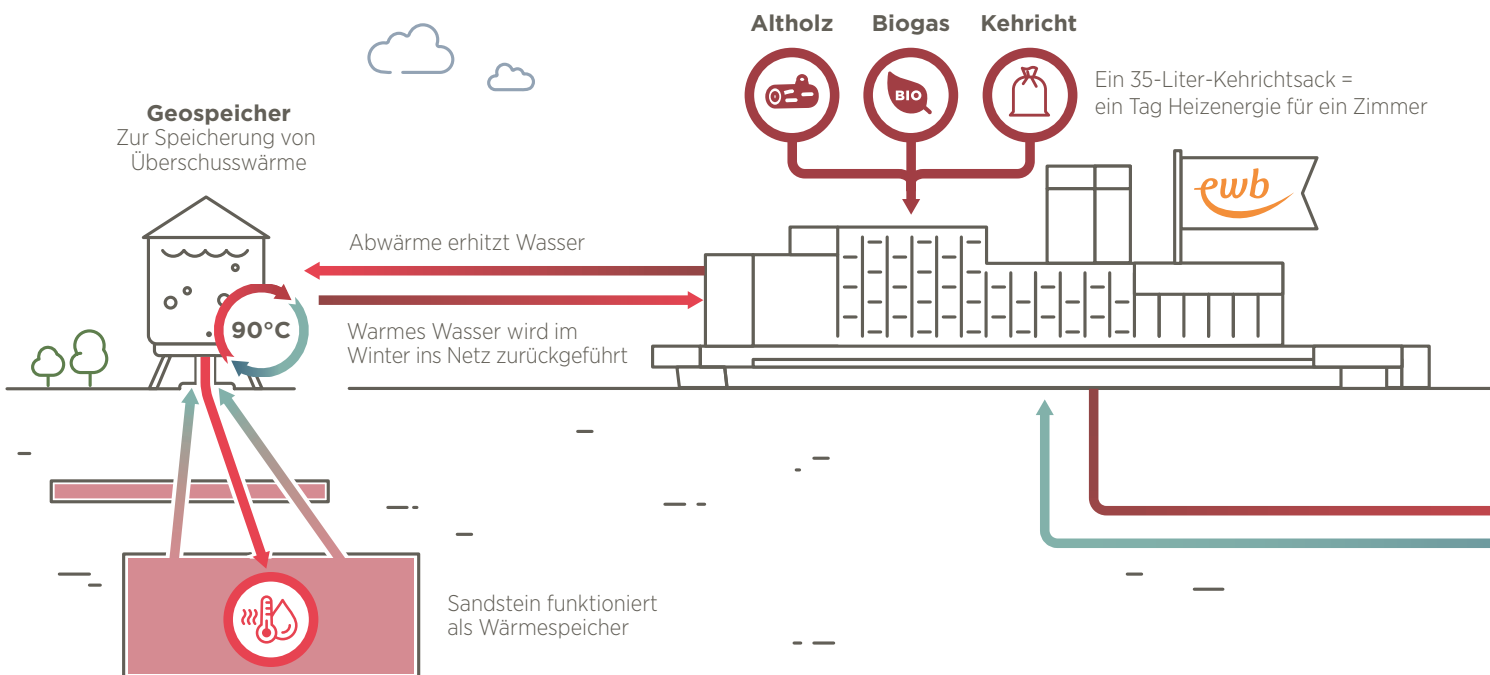 Altholz
Biogas
Kehricht
BIO
Ein 35-Liter-Kehrichtsack =
ein Tag Heizenergie für ein Zimmer
Geospeicher
Zur Speicherung von
Überschusswärme
ewb
Abwärme erhitzt Wasser
90°C
Warmes Wasser wird im
Winter ins Netz zurückgeführt
Sandstein funktioniert
als Wärmespeicher